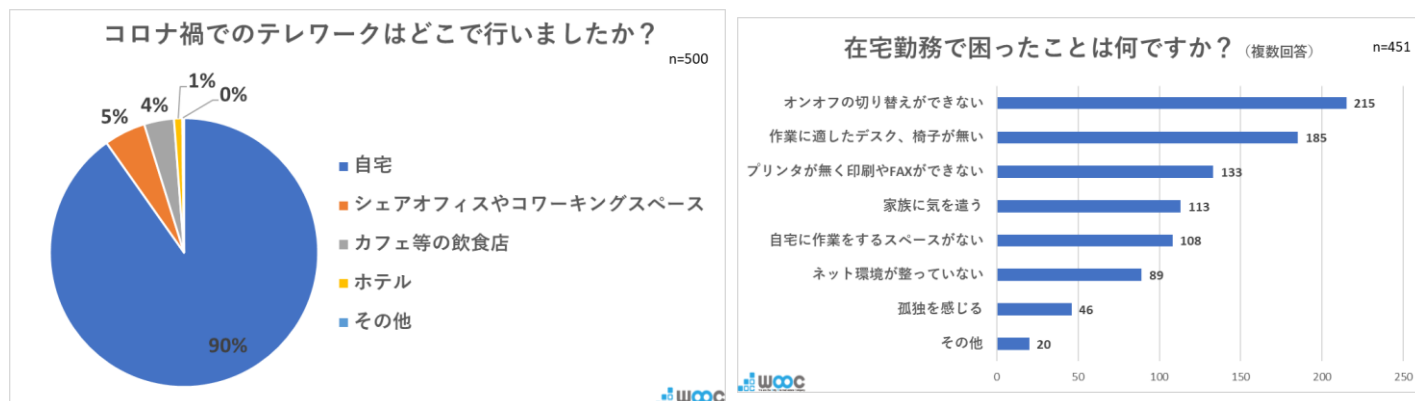 コロナ禍でのテレワークはどこで行いましたか？
n=500
1%
0%
4%
5%
90%
自宅
シェアオフィスやコワーキングスペース
カフェ等の飲食店
ホテル
その他
wooc
在宅勤務で困ったことは何ですか？（複数回答）
n=451
オンオフの切り替えができない 215
作業に適したデスク、椅子が無い 185
プリンタが無く印刷やFAXができない 133
家族に気を遣う 113
自宅に作業をするスペースがない 108
ネット環境が整っていない 89
孤独を感じる 46
その他 20
0 50 100 150 200 250
wooc